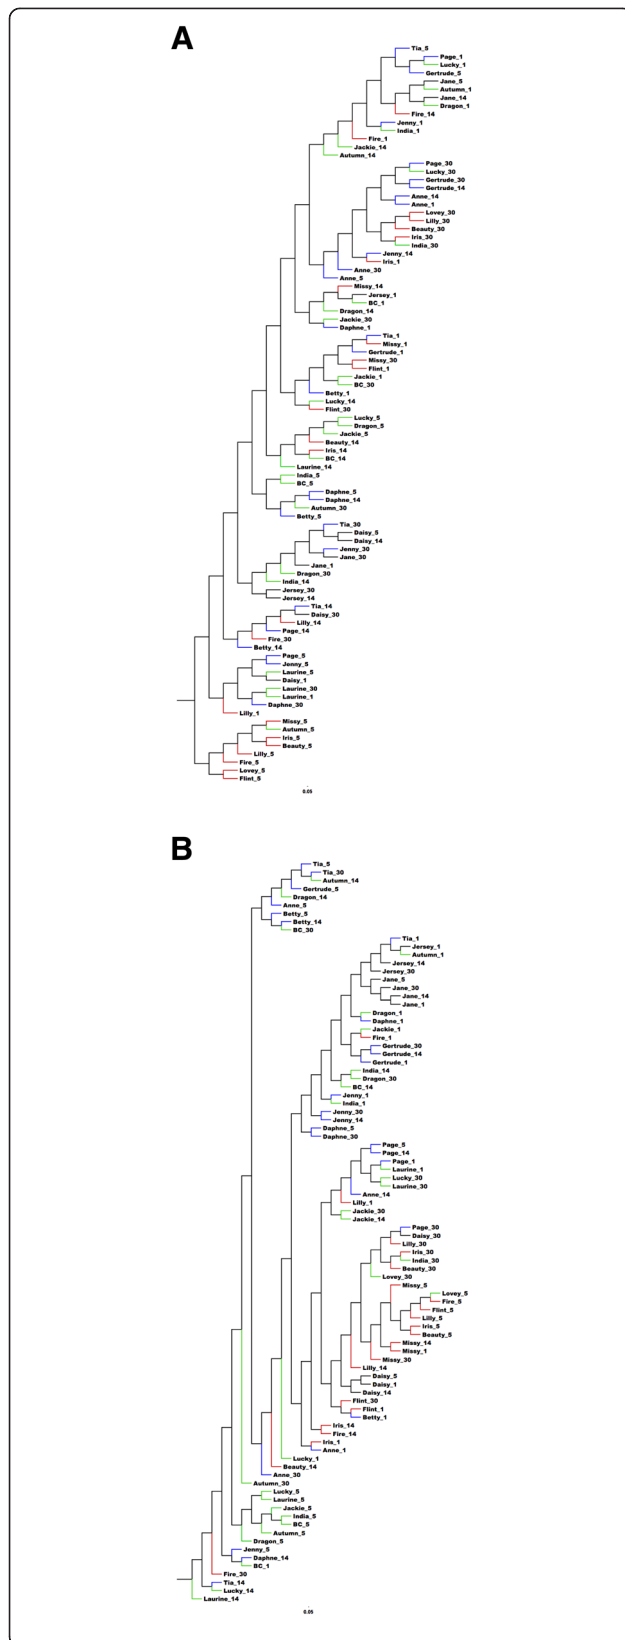 A
Tia_5
Page_1
Lucky_1
Gertrude_5
Jane_5
Autumn_1
Jane_14
Dragon_1
Fire_14
Jenny_1
India_1
Fire_1
Jackie_14
Autumn_14
Page_30
Lucky_30
Gertrude_30
Gertrude_14
Anne_14
Anne_1
Lovey_30
Lilly_30
Beauty_30
Iris_30
India_30
Jenny_14
Iris_1
Anne_30
Anne_5
Missy_14
Jersey_1
BC_1
Dragon_14
Jackie_30
Daphne_1
Tia_1
Missy_1
Gertrude_1
Missy_30
Flint_1
Jackie_1
BC_30
Betty_1
Lucky_14
Flint_30
Lucky_5
Dragon_5
Jackie_5
Beauty_14
Iris_14
BC_14
Laurine_14
India_5
BC_5
Daphne_5
Daphne_14
Autumn_30
Betty_5
Tia_30
Daisy_5
Daisy_14
Jenny_30
Jane_30
Jane_1
Dragon_30
India_14
Jersey_30
Jersey_14
Tia_14
Daisy_30
Lilly_14
Page_14
Fire_30
Betty_14
Page_5
Jenny_5
Laurine_5
Daisy_1
Laurine_30
Laurine_1
Daphne_30
Lilly_1
Missy_5
Autumn_5
Iris_5
Beauty_5
Lilly_5
Fire_5
Lovey_5
Flint_5
0.05
B
Tia_5
Tia_30
Autumn_14
Gertrude_5
Dragon_14
Anne_5
Betty_5
Betty_14
BC_30
Tia_1
Jersey_1
Autumn_1
Jersey_14
Jersey_30
Jane_5
Jane_30
Jane_14
Jane_1
Dragon_1
Daphne_1
Jackie_1
Fire_1
Gertrude_30
Gertrude_14
Gertrude_1
India_14
Dragon_30
BC_14
Jenny_1
India_1
Jenny_30
Jenny_14
Daphne_5
Daphne_30
Page_5
Page_14
Page_1
Laurine_1
Lucky_30
Laurine_30
Anne_14
Lilly_1
Jackie_30
Jackie_14
Page_30
Daisy_30
Lilly_30
Iris_30
India_30
Beauty_30
Lovey_30
Missy_5
Lovey_5
Fire_5
Flint_5
Lilly_5
Iris_5
Beauty_5
Missy_14
Missy_1
Missy_30
Lilly_14
Daisy_5
Daisy_1
Daisy_14
Flint_30
Flint_1
Betty_1
Iris_14
Fire_14
Iris_1
Anne_1
Lucky_1
Beauty_14
Anne_30
Autumn_30
Lucky_5
Laurine_5
Jackie_5
India_5
BC_5
Autumn_5
Dragon_5
Jenny_5
Daphne_14
BC_1
Fire_30
Tia_14
Lucky_14
Laurine_14
0.05